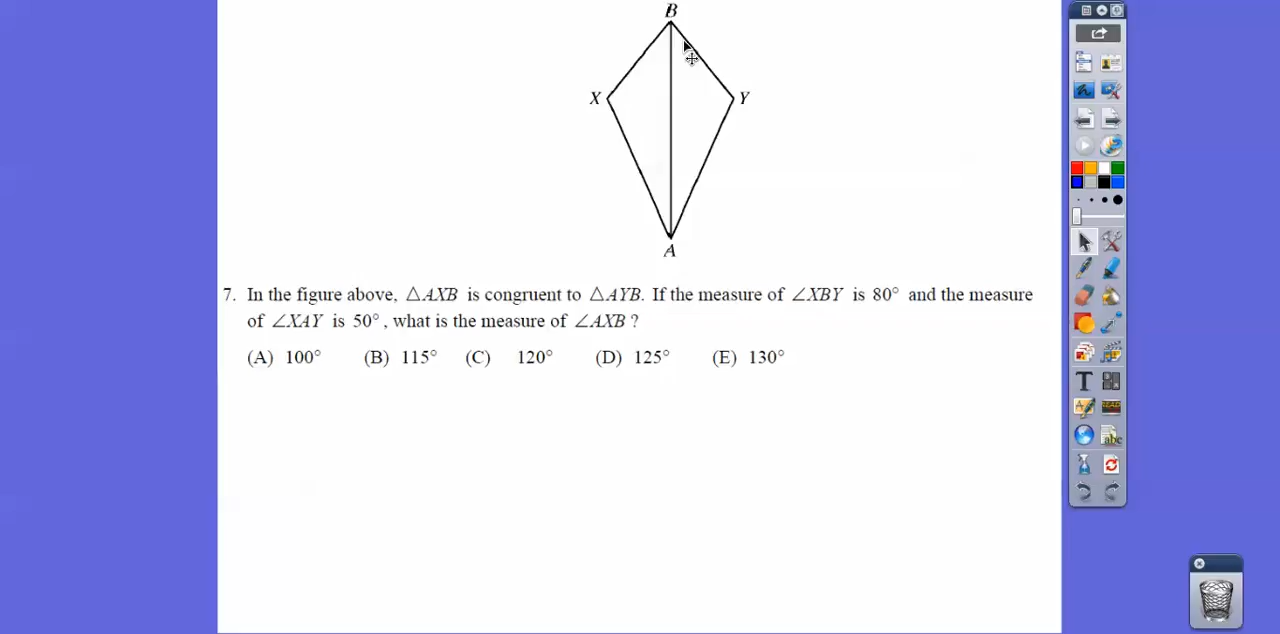 B
X
Y
A
7. In the figure above, △AXB is congruent to △AYB. If the measure of ∠XBY is 80° and the measure
of ∠XAY is 50°, what is the measure of ∠AXB ?
(A) 100° (B) 115° (C) 120° (D) 125° (E) 130°
T
abc